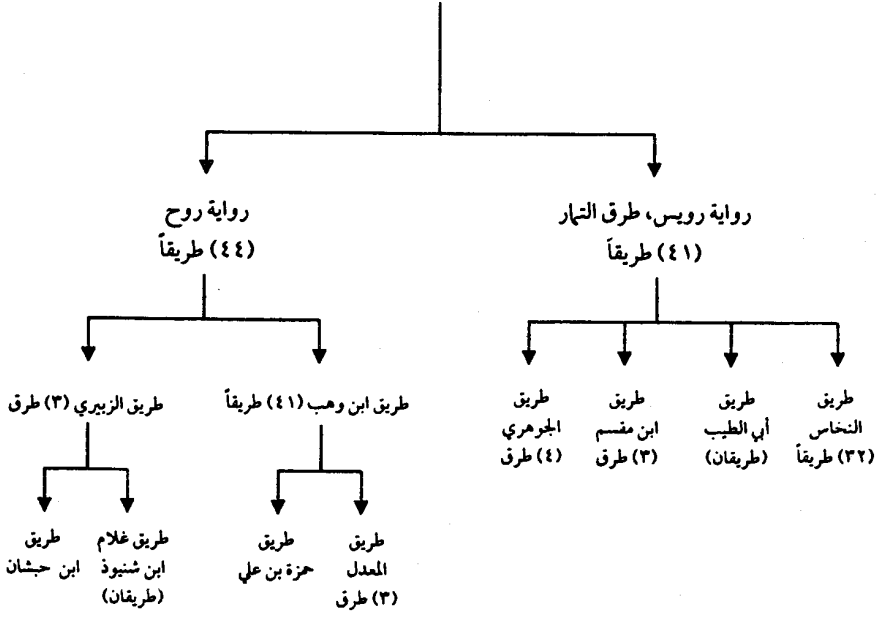 رواية رويس، طرق التمار
(٤١) طريقاً
رواية روح
(٤٤) طريقاً
طريق
النخاس
(٣٢) طريقاً
طريق
أبي الطيب
(طريقان)
طريق
ابن مقسم
(٣) طرق
طريق
الجوهري
(٤) طرق
طريق ابن وهب (٤١) طريقاً
طريق الزبيري (٣) طرق
طريق
المعدل
(٣) طرق
طريق
حمزة بن علي
طريق غلام
ابن شنبوذ
(طريقان)
طريق
ابن حبشان